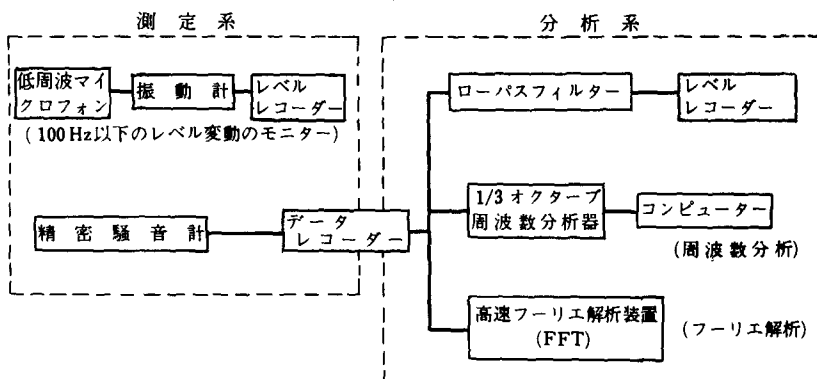 測定系
低周波マイ
クロフォン
振動計
レベル
レコーダー
(100Hz以下のレベル変動のモニター)
精密騒音計
データ
レコーダー
分析系
ローパスフィルター
レベル
レコーダー
1/3オクターブ
周波数分析器
コンピューター
(周波数分析)
高速フーリエ解析装置
(FFT)
(フーリエ解析)